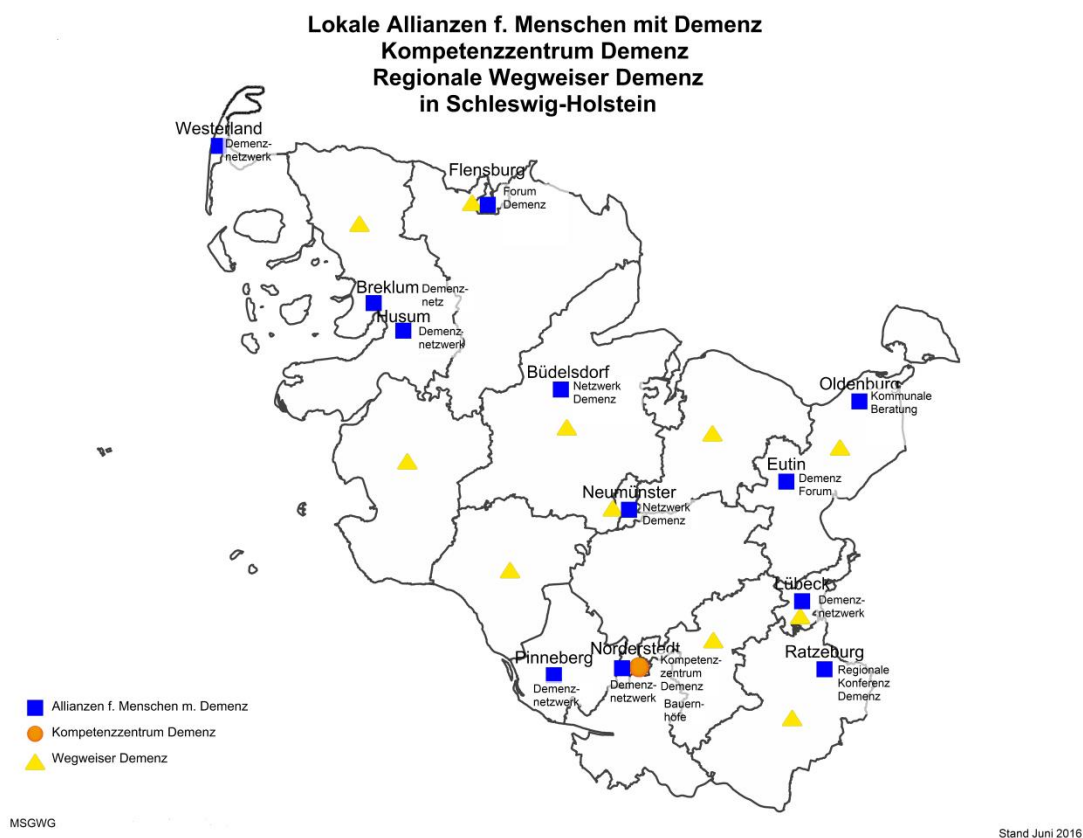 Lokale Allianzen f. Menschen mit Demenz
Kompetenzzentrum Demenz
Regionale Wegweiser Demenz
in Schleswig-Holstein
Westerland
Demenz-
netzwerk
Flensburg
Forum
Demenz
Breklum
Demenz-
netz
Husum
Demenz-
netzwerk
Büdelsdorf
Netzwerk
Demenz
Oldenburg
Kommunale
Beratung
Eutin
Demenz
Forum
Neumünster
Netzwerk
Demenz
Lübeck
Demenz-
netzwerk
Norderstedt
Demenz-
netzwerk
Kompetenz-
zentrum
Demenz
Bauern-
höfe
Pinneberg
Demenz-
netzwerk
Ratzeburg
Regionale
Konferenz
Demenz
Allianzen f. Menschen m. Demenz
Kompetenzzentrum Demenz
Wegweiser Demenz
MSGWG
Stand Juni 2016